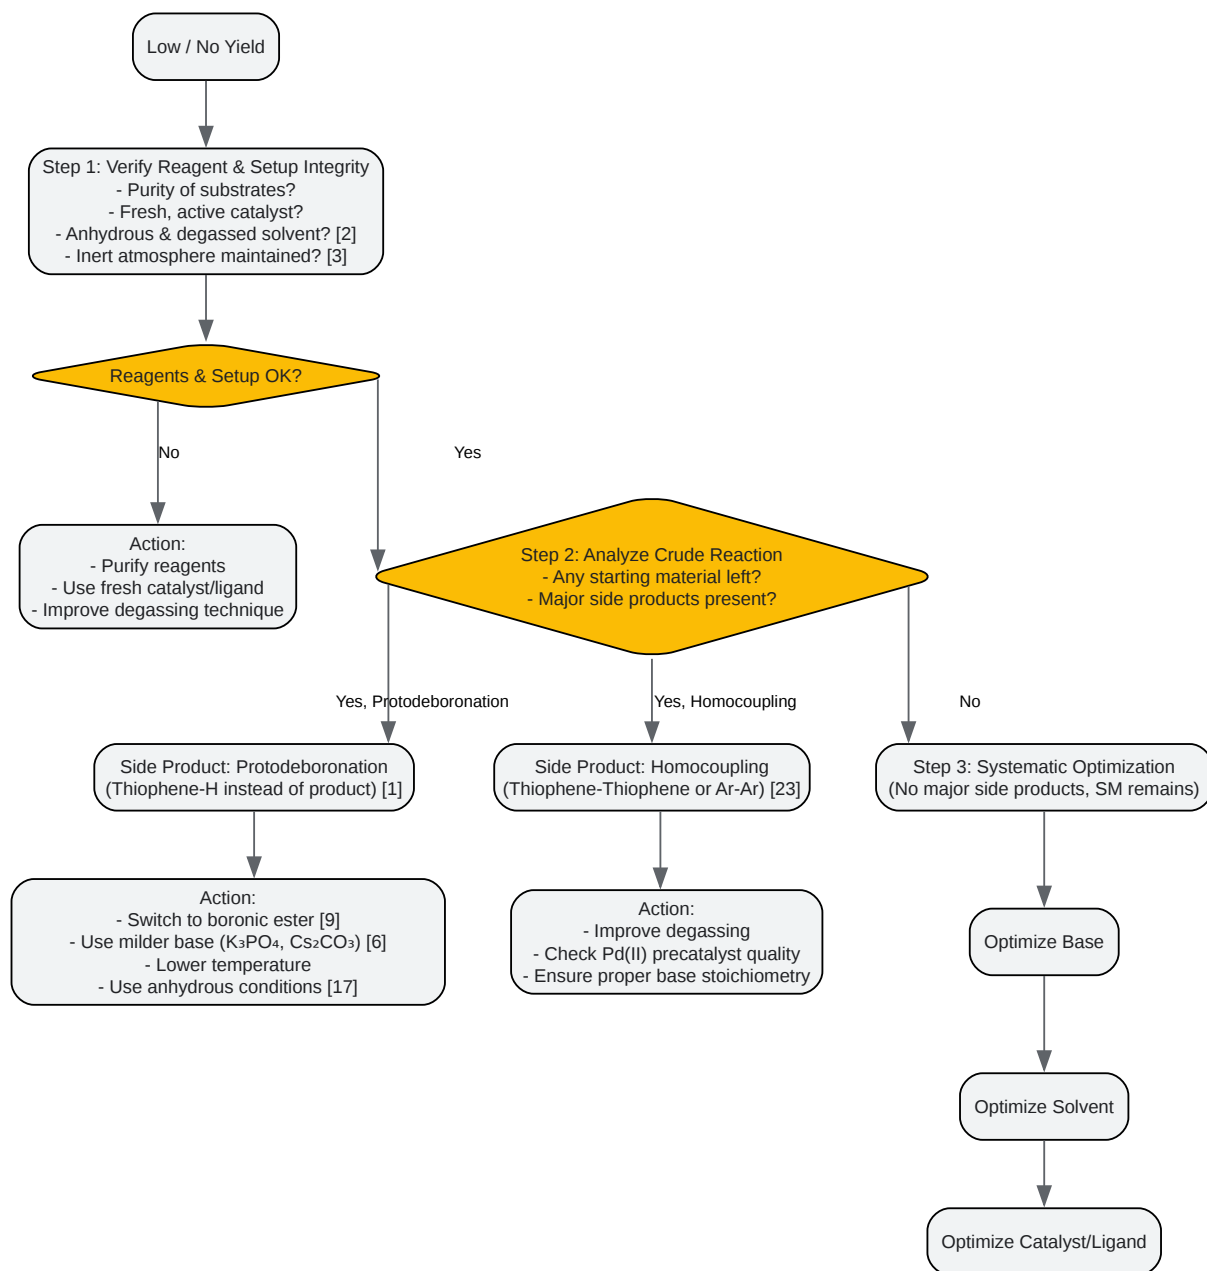 Low / No Yield
Step 1: Verify Reagent & Setup Integrity
- Purity of substrates?
- Fresh, active catalyst?
- Anhydrous & degassed solvent? [2]
- Inert atmosphere maintained? [3]
Reagents & Setup OK?
No
Yes
Action:
- Purify reagents
- Use fresh catalyst/ligand
- Improve degassing technique
Step 2: Analyze Crude Reaction
- Any starting material left?
- Major side products present?
Yes, Protodeboronation
Yes, Homocoupling
No
Side Product: Protodeboronation
(Thiophene-H instead of product) [1]
Side Product: Homocoupling
(Thiophene-Thiophene or Ar-Ar) [23]
Step 3: Systematic Optimization
(No major side products, SM remains)
Action:
- Switch to boronic ester [9]
- Use milder base (K₃PO₄, Cs₂CO₃) [6]
- Lower temperature
- Use anhydrous conditions [17]
Action:
- Improve degassing
- Check Pd(II) precatalyst quality
- Ensure proper base stoichiometry
Optimize Base
Optimize Solvent
Optimize Catalyst/Ligand